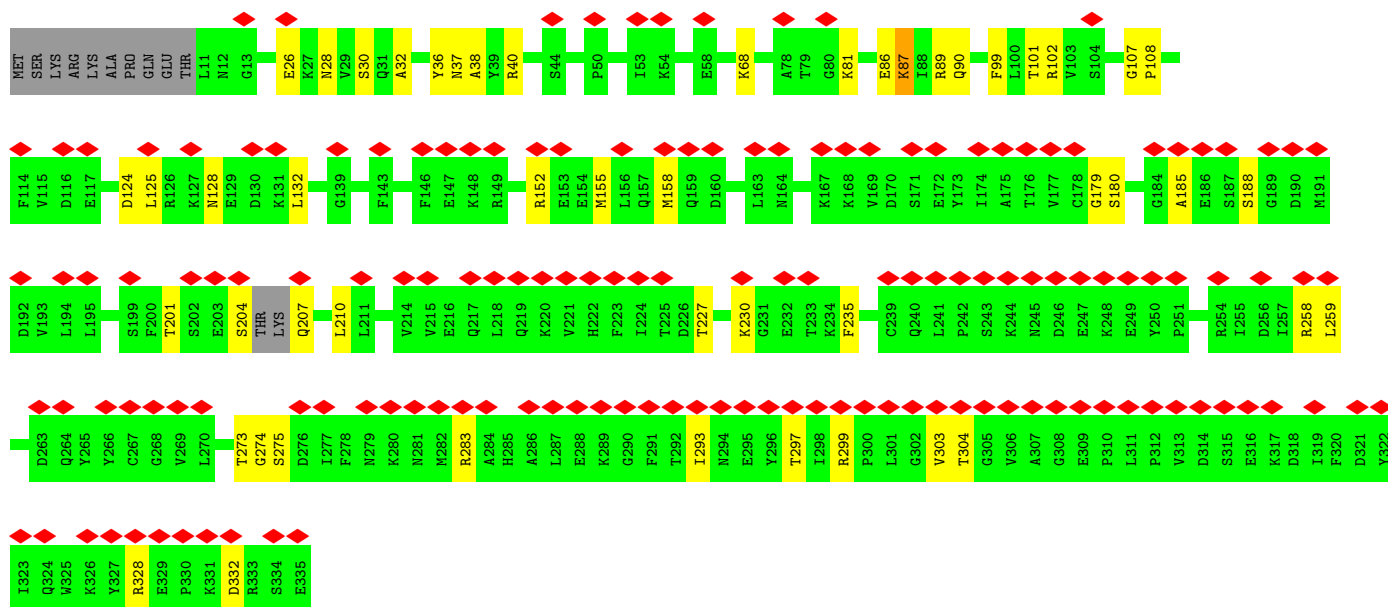 MET SER LYS ARG LYS ALA PRO GLN GLU THR L11 N12 G13 E26 K27 N28 V29 S30 Q31 A32 Y36 N37 A38 Y39 R40 S44 P50 I53 K54 E58 K68 A78 T79 G80 K81 E86 K87 I88 R89 Q90 F99 L100 T101 R102 V103 S104 G107 P108
F114 V115 D116 E117 D124 L125 R126 K127 N128 E129 D130 K131 L132 G139 F143 F146 E147 K148 R149 R152 E153 E154 M155 L156 Q157 M158 Q159 D160 L163 N164 K167 K168 V169 D170 S171 E172 Y173 I174 A175 T176 V177 C178 G179 S180 G184 A185 E186 S187 S188 G189 D190 M191
D192 V193 L194 L195 S199 F200 T201 S202 E203 S204 THR LYS Q207 L210 L211 V214 V215 E216 Q217 L218 Q219 K220 V221 H222 F223 I224 T225 D226 T227 K230 G231 E232 T233 K234 F235 C239 Q240 L241 P242 S243 K244 N245 D246 E247 K248 E249 Y250 P251 R254 I255 D256 I257 R258 L259
D263 Q264 Y265 Y266 C267 G268 V269 L270 T273 G274 S275 D276 I277 F278 N279 K280 N281 M282 R283 A284 H285 A286 L287 E288 K289 G290 F291 T292 I293 N294 E295 Y296 T297 I298 R299 P300 L301 G302 V303 T304 G305 V306 A307 G308 E309 P310 L311 P312 V313 D314 S315 E316 K317 D318 I319 F320 D321 Y322
I323 Q324 W325 K326 Y327 R328 E329 P330 K331 D332 R333 S334 E335